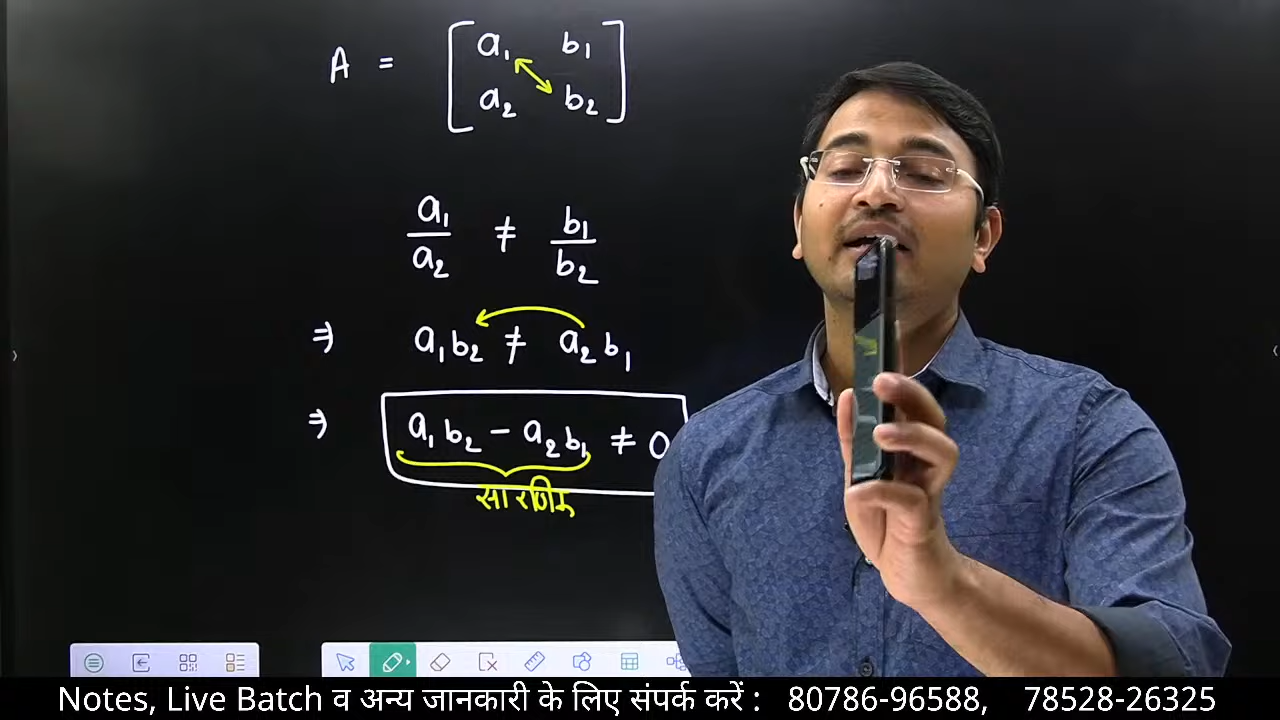 A = [ a₁ b₁
a₂ b₂ ]
a₁/a₂ ≠ b₁/b₂
⇒ a₁b₂ ≠ a₂b₁
⇒ a₁b₂ - a₂b₁ ≠ 0
सारणिक
Notes, Live Batch व अन्य जानकारी के लिए संपर्क करें : 80786-96588, 78528-26325